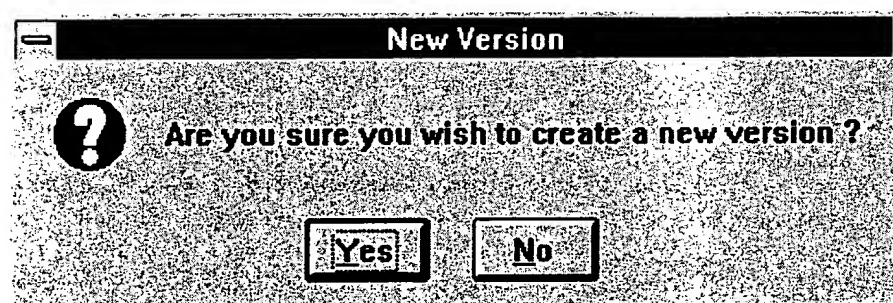 New Version
Are you sure you wish to create a new version ?
Yes
No